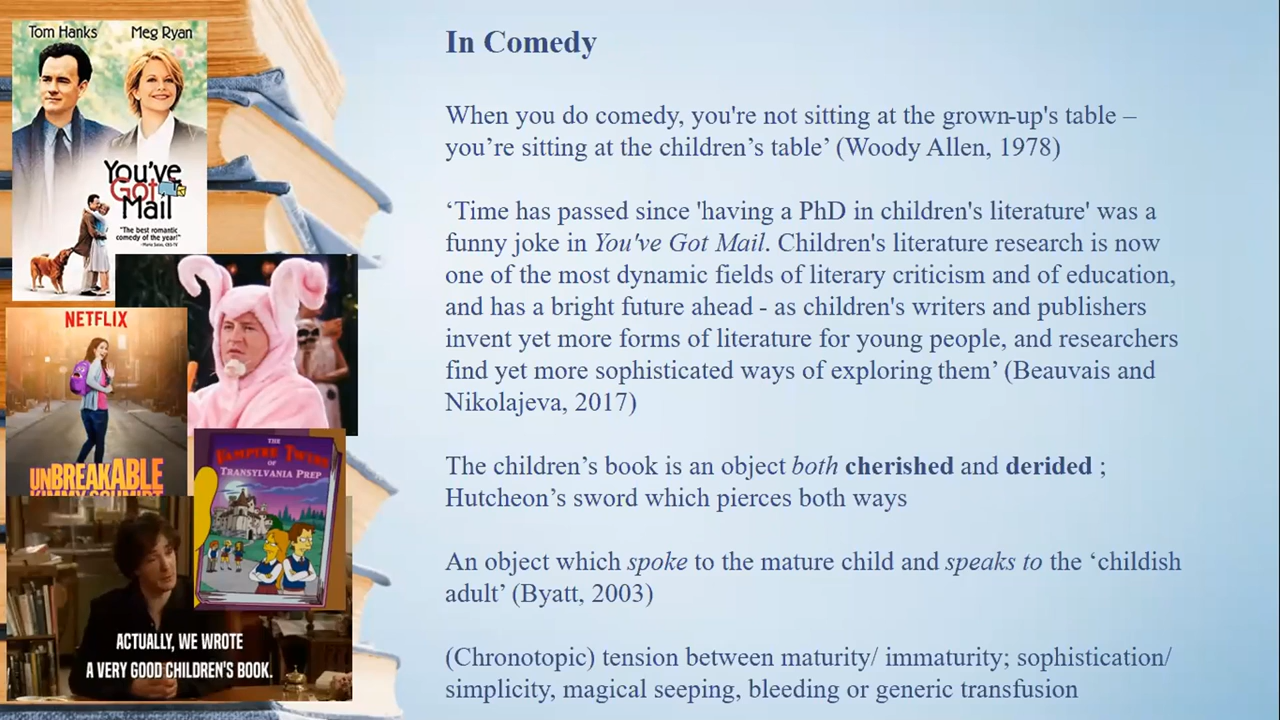 Tom Hanks Meg Ryan
You've
Got
Mail
"The best romantic
comedy of the year!"
NETFLIX
UNBREAKABLE
KIMMY SCHMIDT
THE
VAMPIRE TWINS
OF
TRANSYLVANIA PREP
ACTUALLY, WE WROTE
A VERY GOOD CHILDREN'S BOOK.
In Comedy
When you do comedy, you're not sitting at the grown-up's table –
you’re sitting at the children’s table’ (Woody Allen, 1978)
‘Time has passed since 'having a PhD in children's literature' was a
funny joke in You've Got Mail. Children's literature research is now
one of the most dynamic fields of literary criticism and of education,
and has a bright future ahead - as children's writers and publishers
invent yet more forms of literature for young people, and researchers
find yet more sophisticated ways of exploring them’ (Beauvais and
Nikolajeva, 2017)
The children’s book is an object both cherished and derided ;
Hutcheon’s sword which pierces both ways
An object which spoke to the mature child and speaks to the ‘childish
adult’ (Byatt, 2003)
(Chronotopic) tension between maturity/ immaturity; sophistication/
simplicity, magical seeping, bleeding or generic transfusion